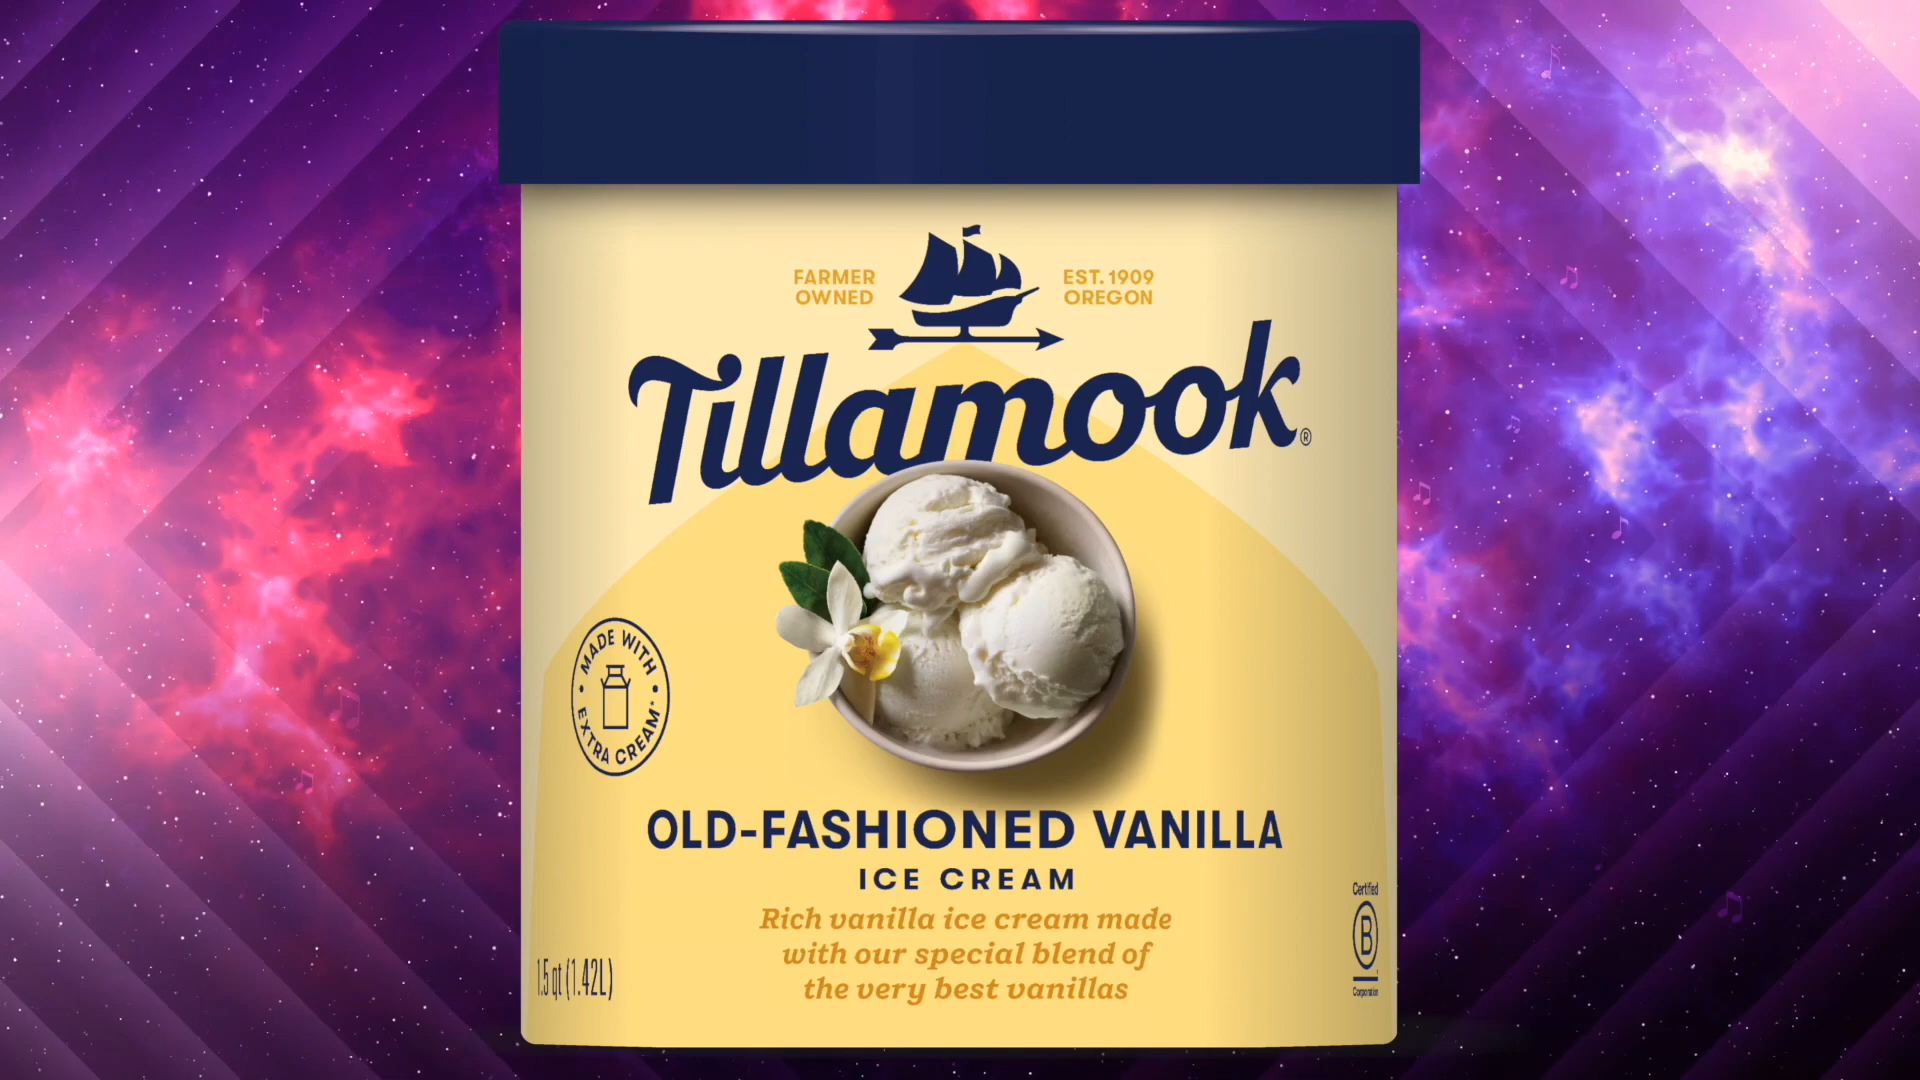 FARMER
OWNED
EST. 1909
OREGON
Tillamook®
MADE WITH
EXTRA CREAM*
OLD-FASHIONED VANILLA
ICE CREAM
Rich vanilla ice cream made
with our special blend of
the very best vanillas
1.5 qt (1.42L)
Certified
B
Corporation